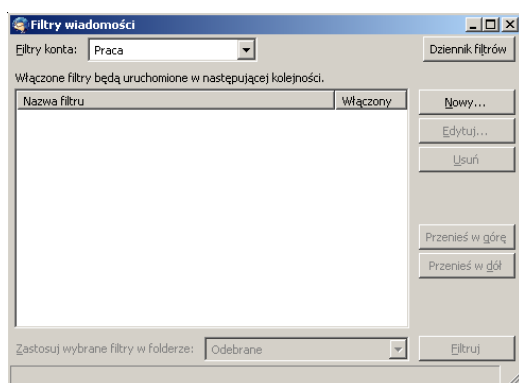 Filtry wiadomości
Filtry konta: Praca
Dziennik filtrów
Włączone filtry będą uruchomione w następującej kolejności.
Nazwa filtru Włączony
Nowy...
Edytuj...
Usuń
Przenieś w górę
Przenieś w dół
Zastosuj wybrane filtry w folderze: Odebrane
Filtruj